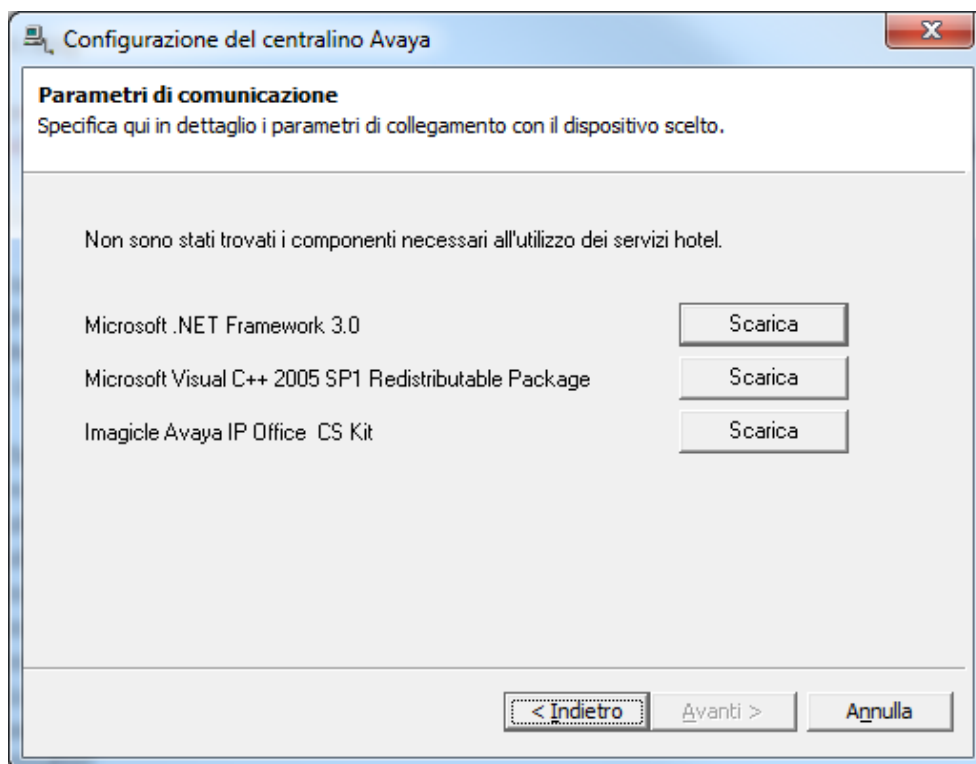 Configurazione del centralino Avaya
Parametri di comunicazione
Specifica qui in dettaglio i parametri di collegamento con il dispositivo scelto.
Non sono stati trovati i componenti necessari all'utilizzo dei servizi hotel.
Microsoft .NET Framework 3.0 Scarica
Microsoft Visual C++ 2005 SP1 Redistributable Package Scarica
Imagicle Avaya IP Office CS Kit Scarica
< Indietro Avanti > Annulla